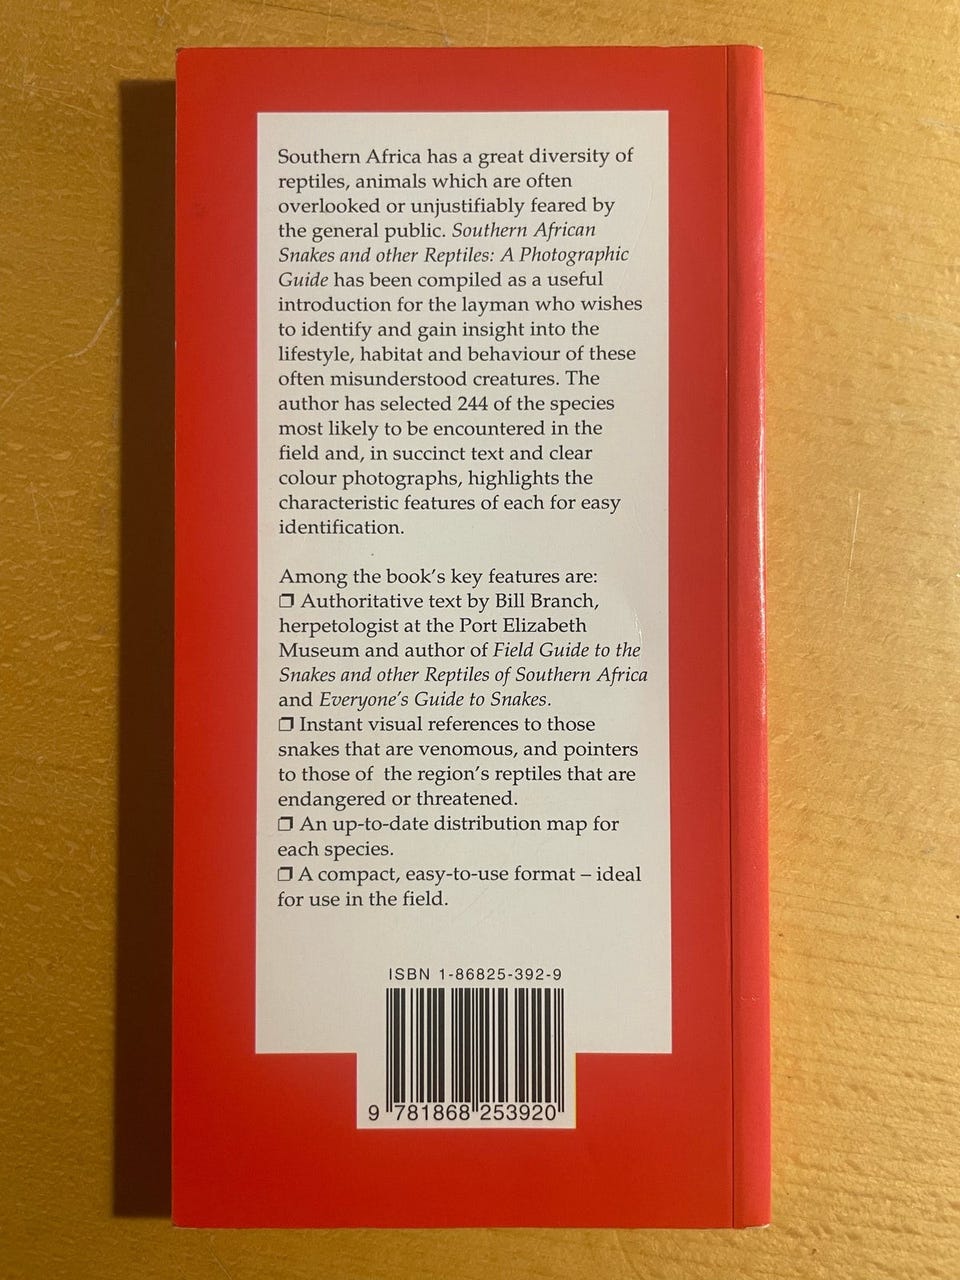 Southern Africa has a great diversity of
reptiles, animals which are often
overlooked or unjustifiably feared by
the general public. Southern African
Snakes and other Reptiles: A Photographic
Guide has been compiled as a useful
introduction for the layman who wishes
to identify and gain insight into the
lifestyle, habitat and behaviour of these
often misunderstood creatures. The
author has selected 244 of the species
most likely to be encountered in the
field and, in succinct text and clear
colour photographs, highlights the
characteristic features of each for easy
identification.
Among the book's key features are:
❒ Authoritative text by Bill Branch,
herpetologist at the Port Elizabeth
Museum and author of Field Guide to the
Snakes and other Reptiles of Southern Africa
and Everyone's Guide to Snakes.
❒ Instant visual references to those
snakes that are venomous, and pointers
to those of the region's reptiles that are
endangered or threatened.
❒ An up-to-date distribution map for
each species.
❒ A compact, easy-to-use format – ideal
for use in the field.
ISBN 1-86825-392-9
9 781868 253920